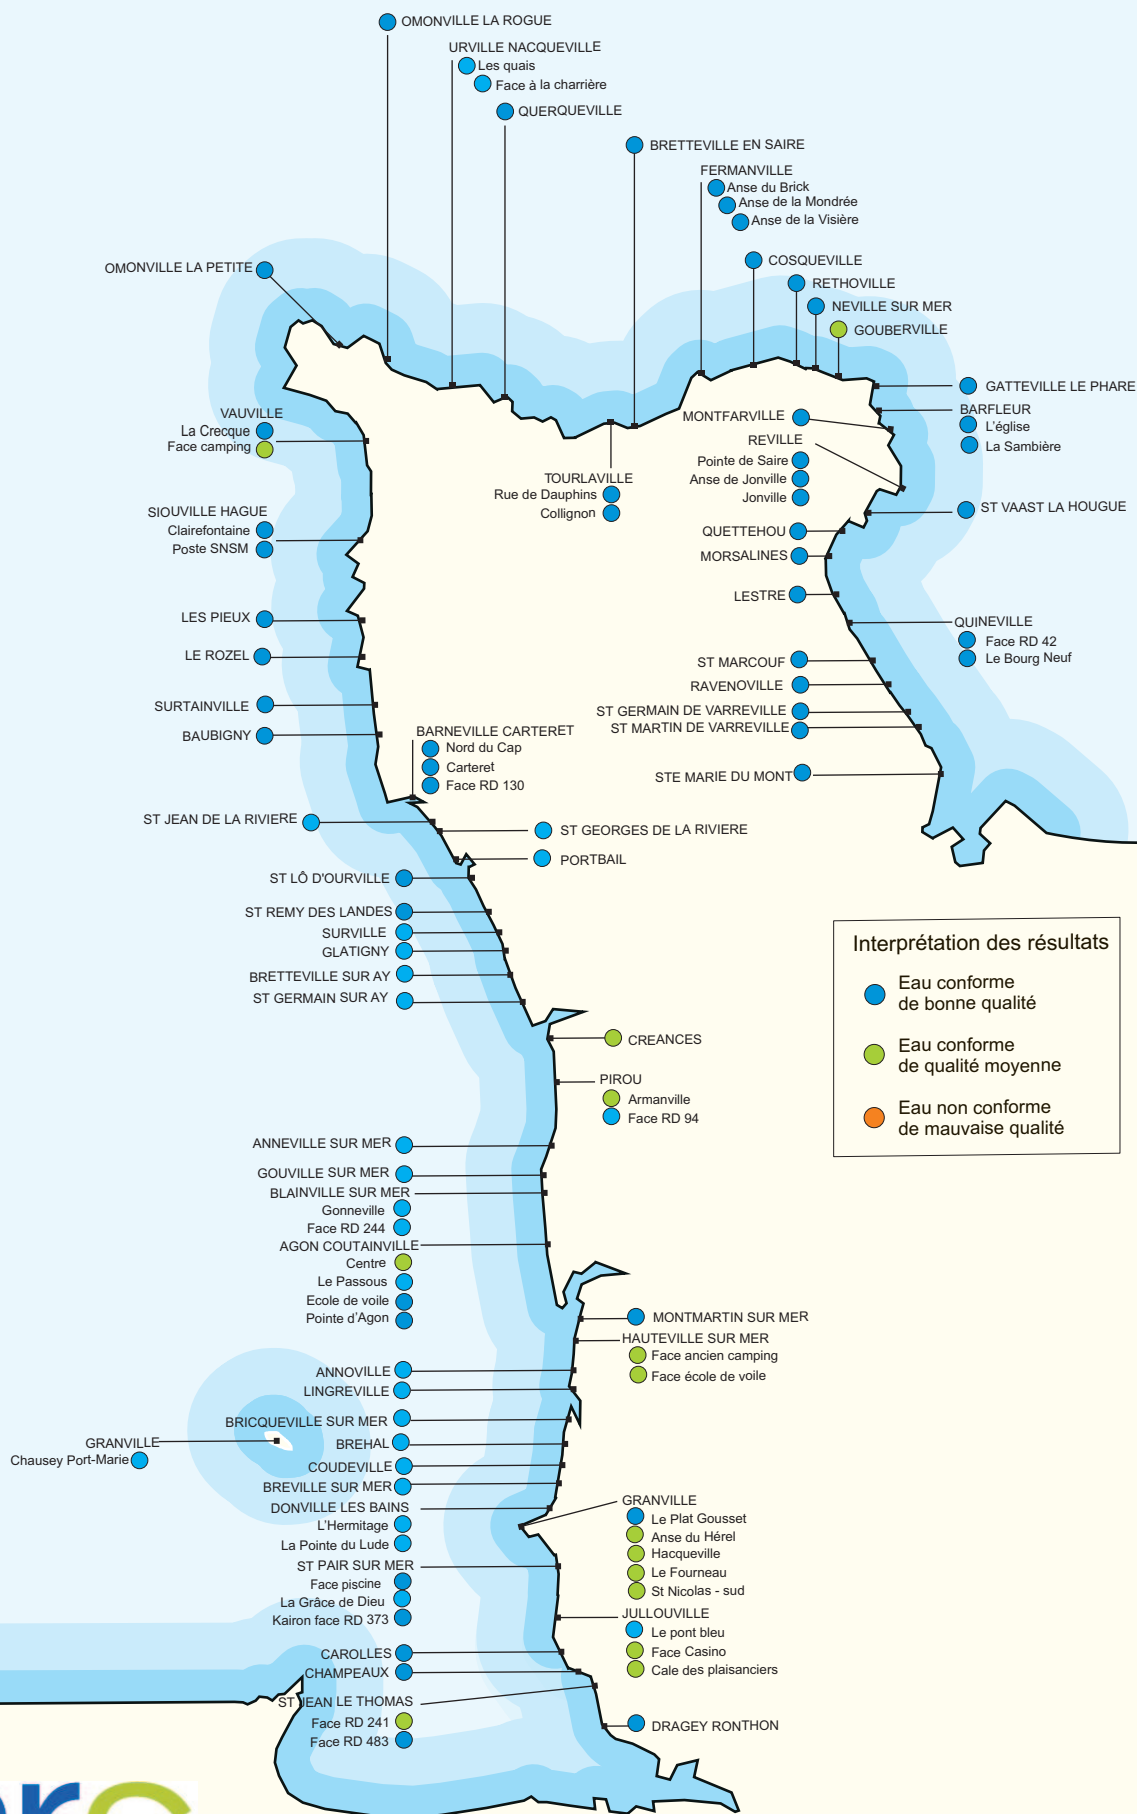 OMONVILLE LA ROGUE
URVILLE NACQUEVILLE
Les quais
Face à la charrière
QUERQUEVILLE
BRETTEVILLE EN SAIRE
FERMANVILLE
Anse du Brick
Anse de la Mondrée
Anse de la Visière
COSQUEVILLE
OMONVILLE LA PETITE
RETHOVILLE
NEVILLE SUR MER
GOUBERVILLE
GATTEVILLE LE PHARE
BARFLEUR
L'église
La Sambière
VAUVILLE
La Crecque
Face camping
MONTFARVILLE
REVILLE
Pointe de Saire
Anse de Jonville
Jonville
TOURLAVILLE
Rue de Dauphins
Collignon
ST VAAST LA HOUGUE
SIOUVILLE HAGUE
Clairefontaine
Poste SNSM
QUETTEHOU
MORSALINES
LESTRE
LES PIEUX
QUINEVILLE
Face RD 42
Le Bourg Neuf
LE ROZEL
ST MARCOUF
RAVENOVILLE
SURTAINVILLE
ST GERMAIN DE VARREVILLE
ST MARTIN DE VARREVILLE
BAUBIGNY
BARNEVILLE CARTERET
Nord du Cap
Carteret
Face RD 130
STE MARIE DU MONT
ST JEAN DE LA RIVIERE
ST GEORGES DE LA RIVIERE
PORTBAIL
ST LÔ D'OURVILLE
ST REMY DES LANDES
SURVILLE
GLATIGNY
BRETTEVILLE SUR AY
ST GERMAIN SUR AY
Interprétation des résultats
Eau conforme
de bonne qualité
Eau conforme
de qualité moyenne
Eau non conforme
de mauvaise qualité
CREANCES
PIROU
Armanville
Face RD 94
ANNEVILLE SUR MER
GOUVILLE SUR MER
BLAINVILLE SUR MER
Gonneville
Face RD 244
AGON COUTAINVILLE
Centre
Le Passous
Ecole de voile
Pointe d'Agon
MONTMARTIN SUR MER
HAUTEVILLE SUR MER
Face ancien camping
Face école de voile
ANNOVILLE
LINGREVILLE
BRICQUEVILLE SUR MER
GRANVILLE
Chausey Port-Marie
BREHAL
COUDEVILLE
BREVILLE SUR MER
DONVILLE LES BAINS
L'Hermitage
La Pointe du Lude
GRANVILLE
Le Plat Gousset
Anse du Hérel
Hacqueville
Le Fourneau
St Nicolas - sud
ST PAIR SUR MER
Face piscine
La Grâce de Dieu
Kairon face RD 373
JULLOUVILLE
Le pont bleu
Face Casino
Cale des plaisanciers
CAROLLES
CHAMPEAUX
ST JEAN LE THOMAS
Face RD 241
Face RD 483
DRAGEY RONTHON